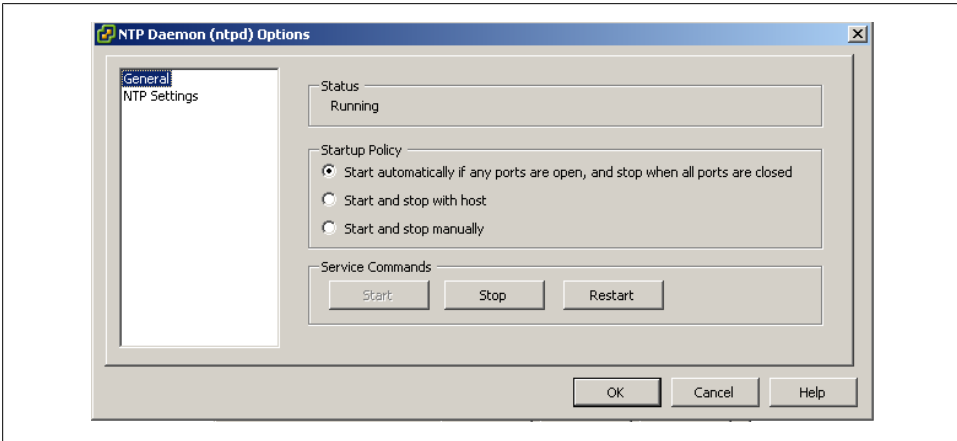 NTP Daemon (ntpd) Options
General
NTP Settings
Status
Running
Startup Policy
Start automatically if any ports are open, and stop when all ports are closed
Start and stop with host
Start and stop manually
Service Commands
Start
Stop
Restart
OK
Cancel
Help